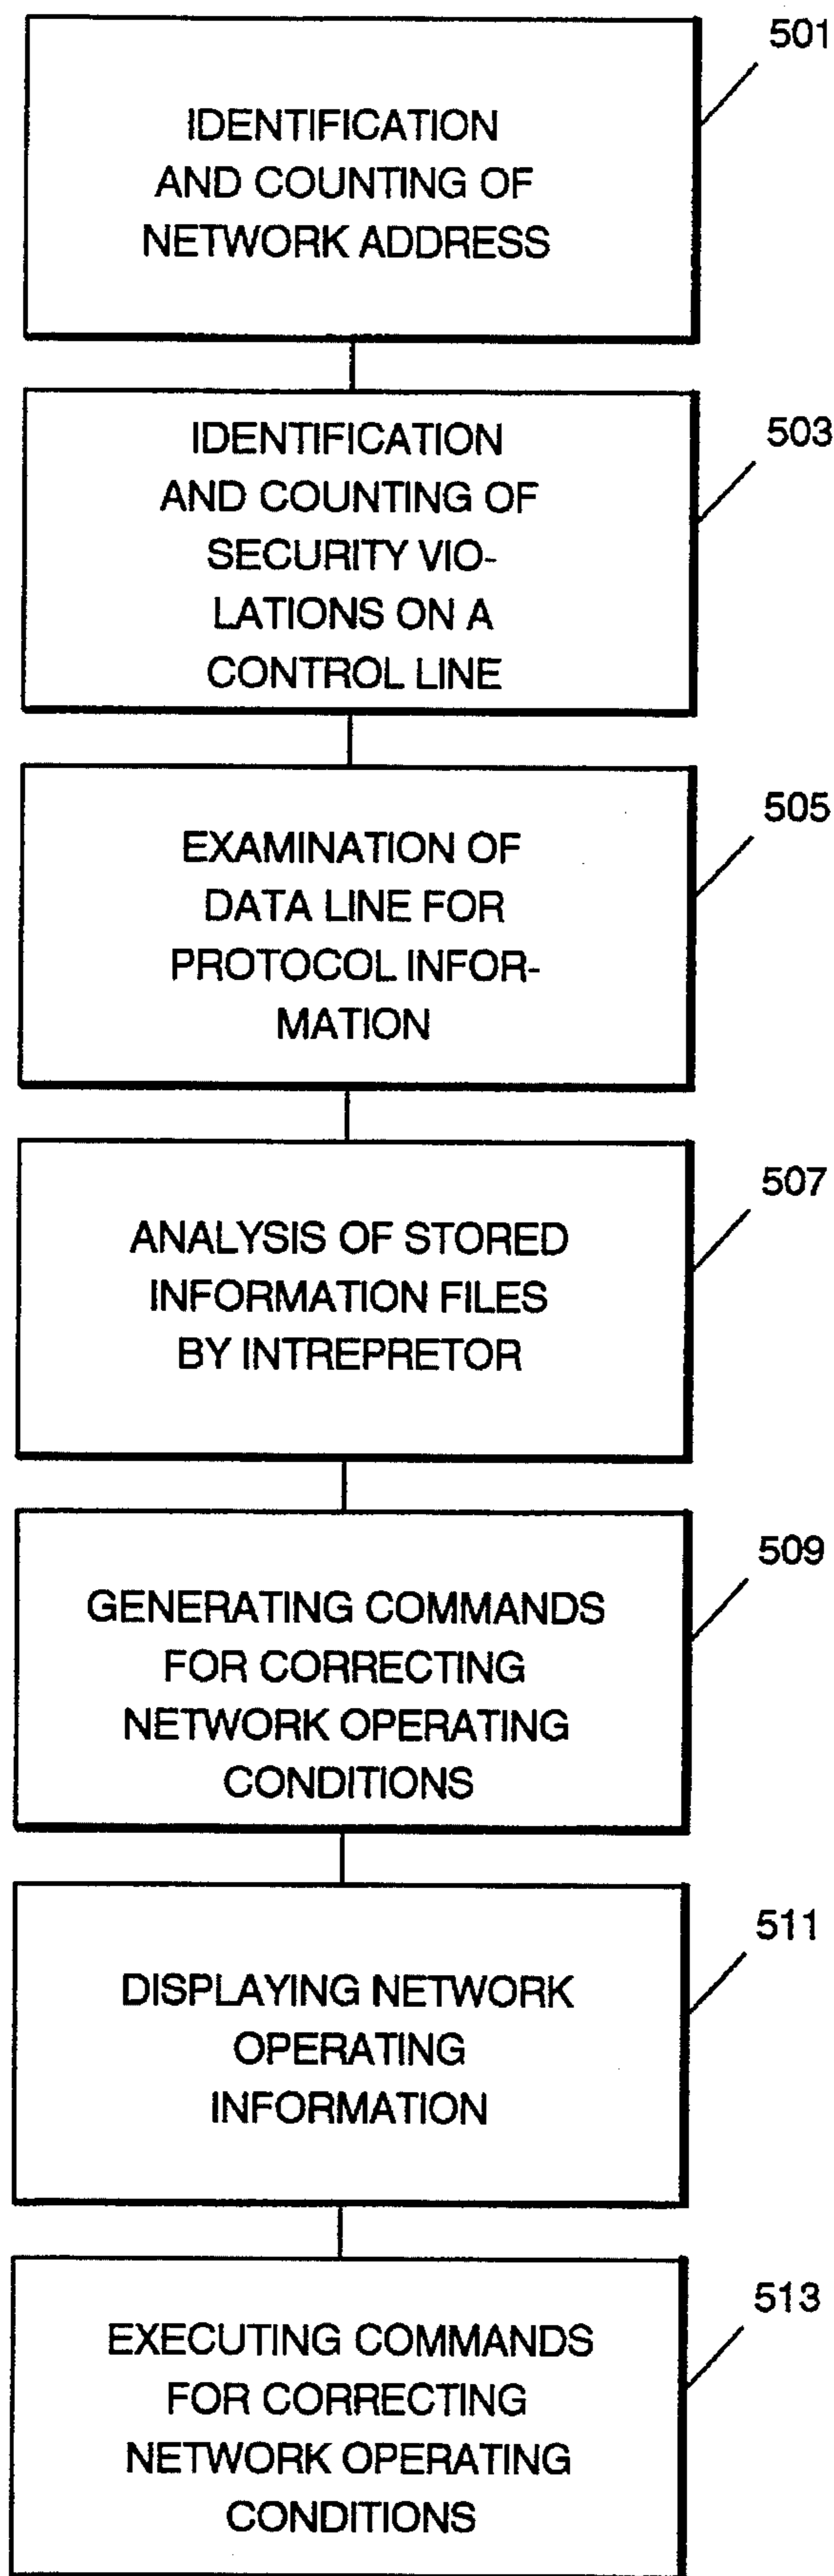 501
IDENTIFICATION
AND COUNTING OF
NETWORK ADDRESS
503
IDENTIFICATION
AND COUNTING OF
SECURITY VIO-
LATIONS ON A
CONTROL LINE
505
EXAMINATION OF
DATA LINE FOR
PROTOCOL INFOR-
MATION
507
ANALYSIS OF STORED
INFORMATION FILES
BY INTREPRETOR
509
GENERATING COMMANDS
FOR CORRECTING
NETWORK OPERATING
CONDITIONS
511
DISPLAYING NETWORK
OPERATING
INFORMATION
513
EXECUTING COMMANDS
FOR CORRECTING
NETWORK OPERATING
CONDITIONS